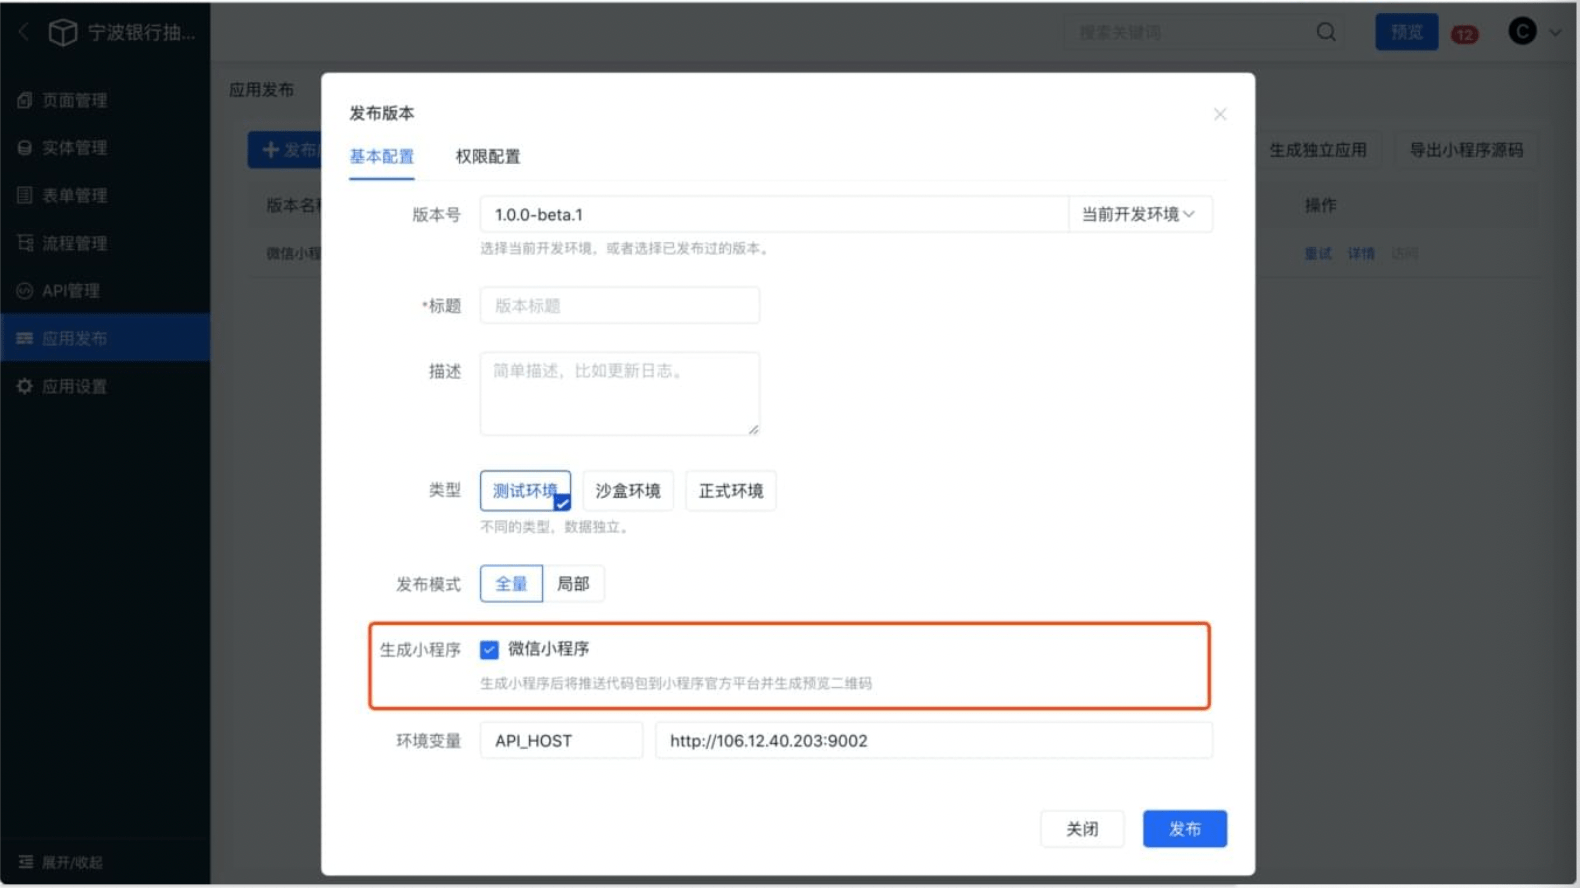 宁波银行抽...
搜索关键词
预览
12
C
页面管理
实体管理
表单管理
流程管理
API管理
应用发布
应用设置
展开/收起
应用发布
发布
生成独立应用
导出小程序源码
版本名
操作
微信小程
重试 详情 访问
发布版本
基本配置 权限配置
版本号 1.0.0-beta.1 当前开发环境
选择当前开发环境，或者选择已发布过的版本。
*标题 版本标题
描述 简单描述，比如更新日志。
类型 测试环境 沙盒环境 正式环境
不同的类型，数据独立。
发布模式 全量 局部
生成小程序 微信小程序
生成小程序后将推送代码包到小程序官方平台并生成预览二维码
环境变量 API_HOST http://106.12.40.203:9002
关闭 发布